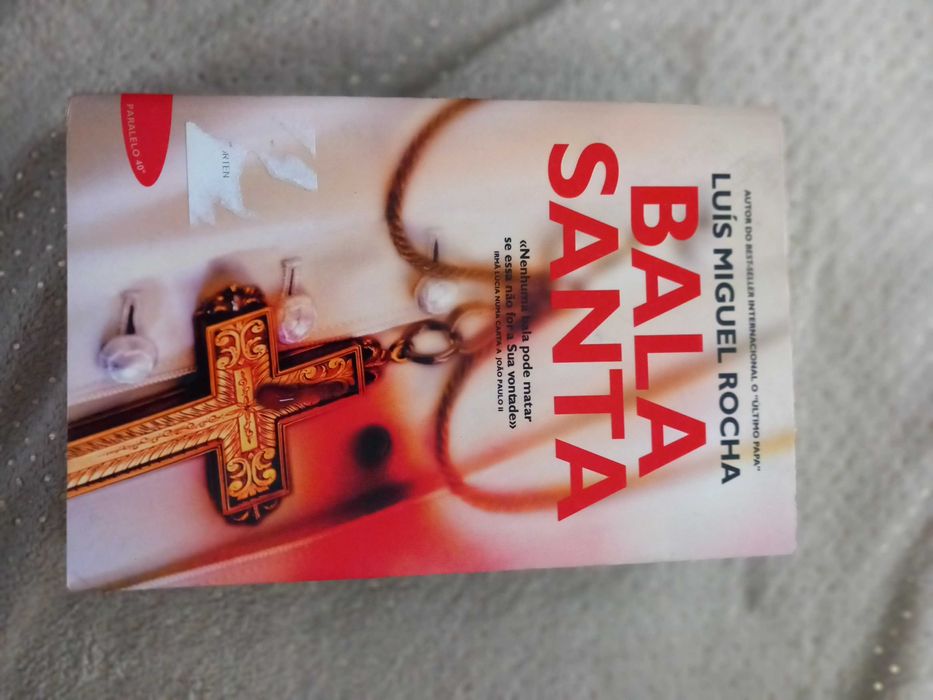 AUTOR DO BEST-SELLER INTERNACIONAL O "ÚLTIMO PAPA"
LUÍS MIGUEL ROCHA
BALA
SANTA
«Nenhuma bala pode matar
se essa não for a Sua vontade»
IRMÃ LÚCIA NUMA CARTA A JOÃO PAULO II
PARALELO 40°